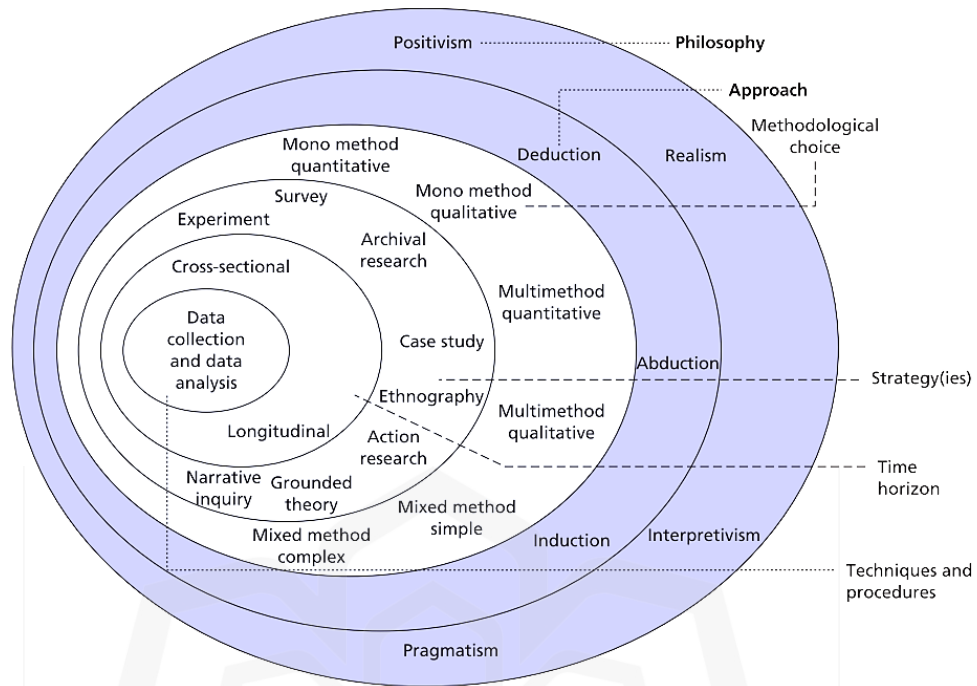 Positivism
Philosophy
Approach
Methodological
choice
Mono method
quantitative
Deduction
Realism
Mono method
qualitative
Survey
Experiment
Archival
research
Cross-sectional
Multimethod
quantitative
Data
collection
and data
analysis
Case study
Abduction
Strategy(ies)
Ethnography
Multimethod
qualitative
Longitudinal
Action
research
Time
horizon
Narrative
inquiry
Grounded
theory
Mixed method
simple
Mixed method
complex
Induction
Interpretivism
Techniques and
procedures
Pragmatism